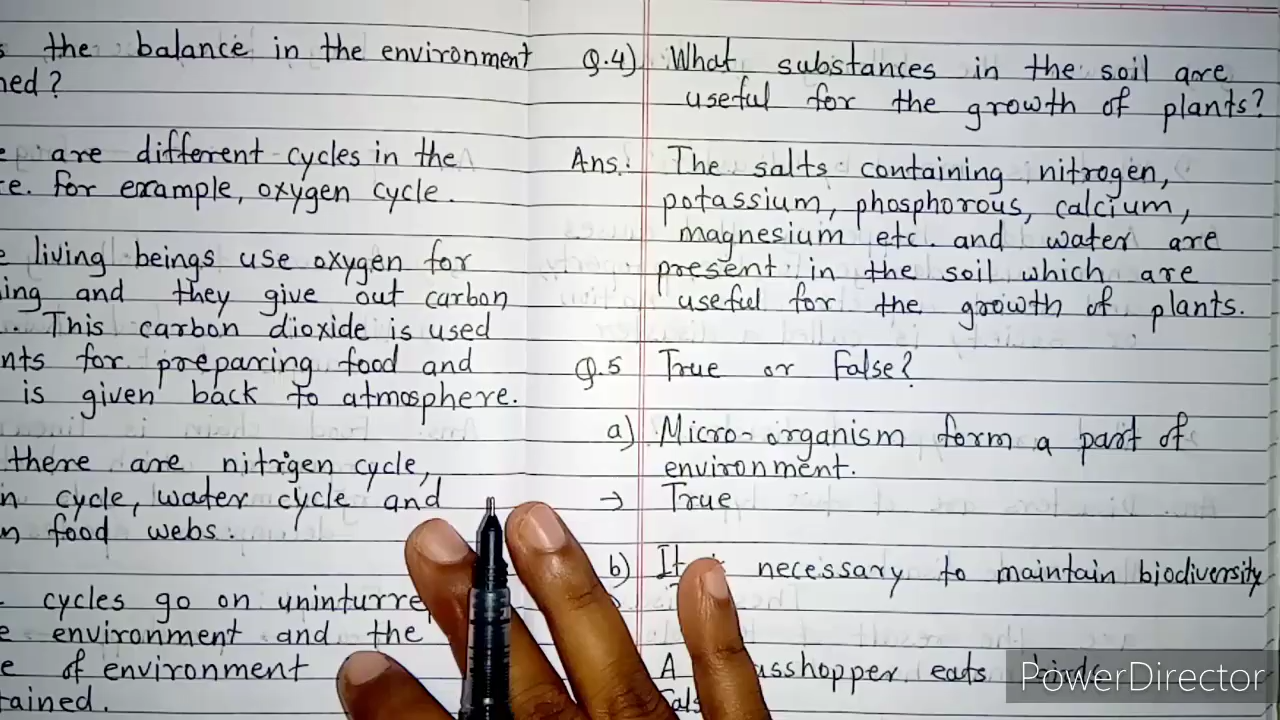 the balance in the environment
ned?
are different cycles in the
e. For example, oxygen cycle.
living beings use oxygen for
ing and they give out carbon
. This carbon dioxide is used
nts for preparing food and
is given back to atmosphere.
there are nitrigen cycle,
n cycle, water cycle and
n food webs.
cycles go on uninturre
e environment and the
e of environment
tained.
Q.4) What substances in the soil are
useful for the growth of plants?
Ans: The salts containing nitrogen,
potassium, phosphorous, calcium,
magnesium etc. and water are
present in the soil which are
useful for the growth of plants.
Q.5 True or False?
a) Micro-organism form a part of
environment.
→ True
b) It necessary to maintain biodiversity
A asshopper eats birds
Fals
PowerDirector